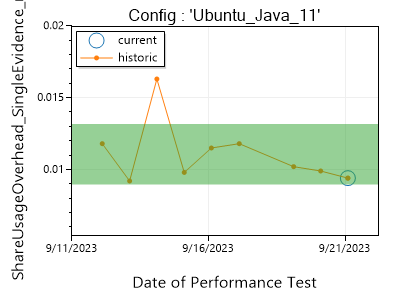 Config : 'Ubuntu_Java_11'
current
historic
0.02
0.015
0.01
9/11/2023
9/16/2023
9/21/2023
Date of Performance Test
ShareUsageOverhead_SingleEvidence_